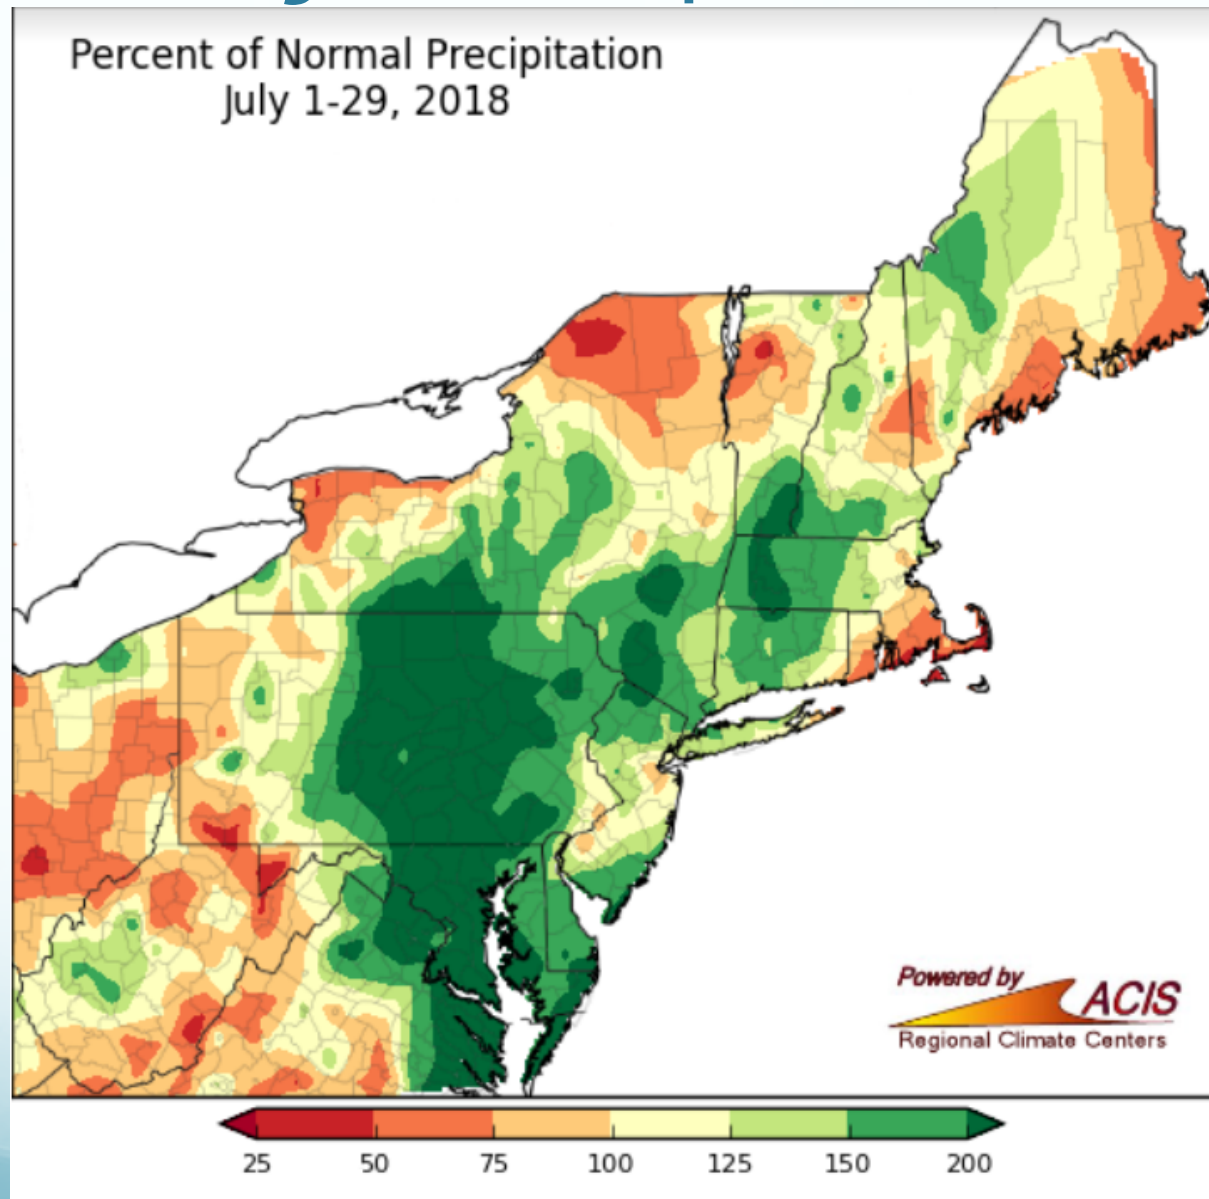 Percent of Normal Precipitation
July 1-29, 2018
Powered by
ACIS
Regional Climate Centers
25 50 75 100 125 150 200